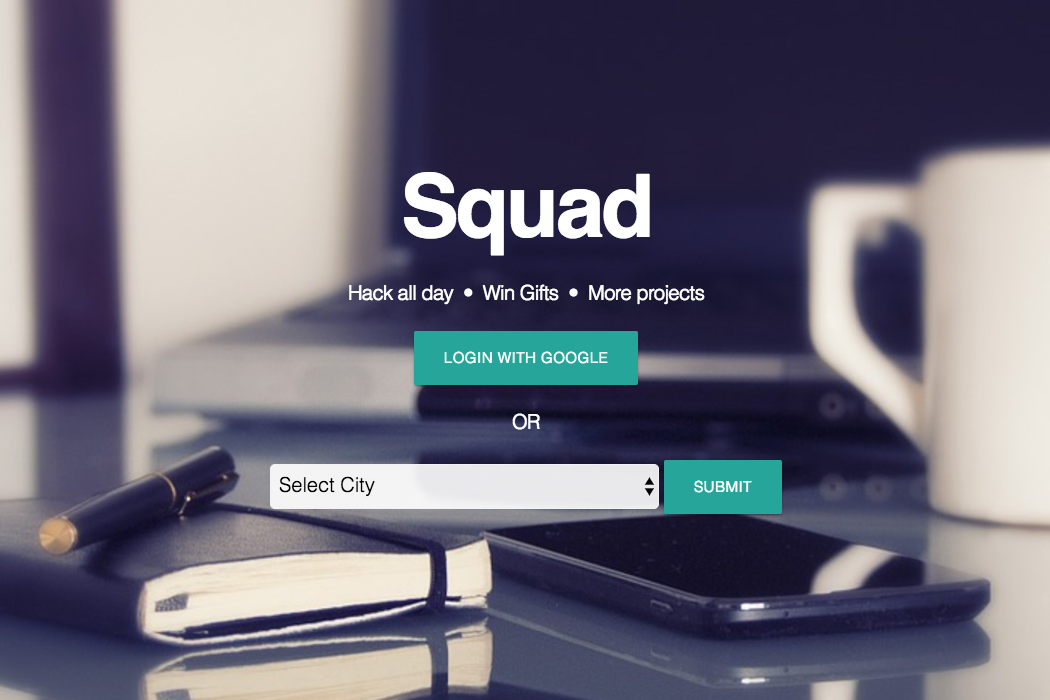 Squad
Hack all day • Win Gifts • More projects
LOGIN WITH GOOGLE
OR
Select City
SUBMIT